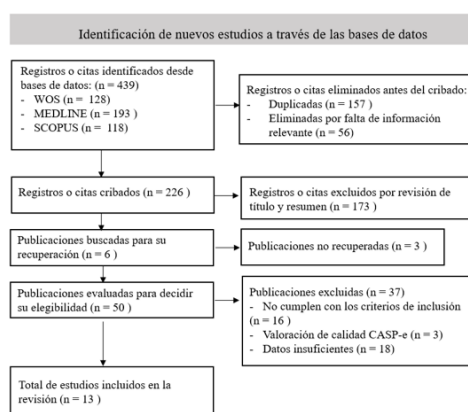 Identificación de nuevos estudios a través de las bases de datos
Registros o citas identificados desde
bases de datos: (n = 439)
- WOS (n = 128)
- MEDLINE (n = 193 )
- SCOPUS (n = 118)
Registros o citas eliminados antes del cribado:
- Duplicadas (n = 157 )
- Eliminadas por falta de información
relevante (n = 56)
Registros o citas cribados (n = 226 )
Registros o citas excluidos por revisión de
título y resumen (n = 173 )
Publicaciones buscadas para su
recuperación (n = 6 )
Publicaciones no recuperadas (n = 3 )
Publicaciones evaluadas para decidir
su elegibilidad (n = 50 )
Publicaciones excluidas (n = 37)
- No cumplen con los criterios de inclusión
(n = 16 )
- Valoración de calidad CASP-e (n = 3)
- Datos insuficientes (n = 18)
Total de estudios incluidos en la
revisión (n = 13 )